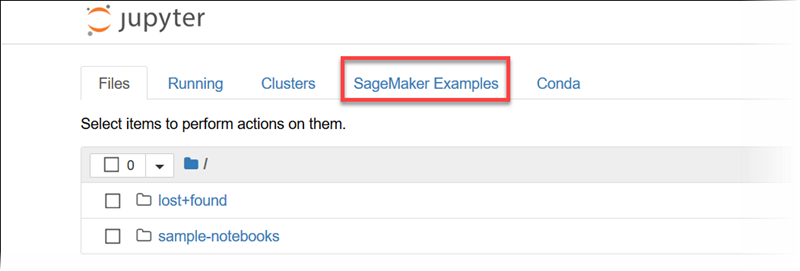 jupyter
Files Running Clusters SageMaker Examples Conda
Select items to perform actions on them.
0 /
lost+found
sample-notebooks